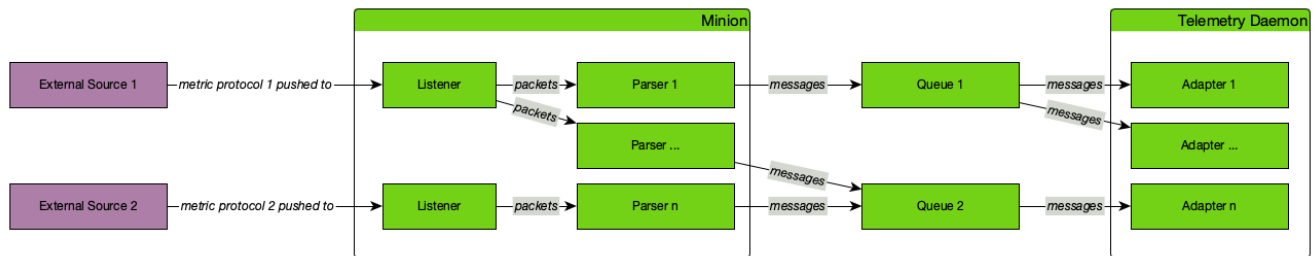 Minion
Telemetry Daemon
External Source 1
metric protocol 1 pushed to
Listener
packets
Parser 1
messages
Queue 1
messages
Adapter 1
packets
messages
Parser ...
Adapter ...
messages
External Source 2
metric protocol 2 pushed to
Listener
packets
Parser n
messages
Queue 2
messages
Adapter n